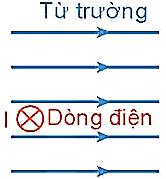 Từ trường
I Dòng điện